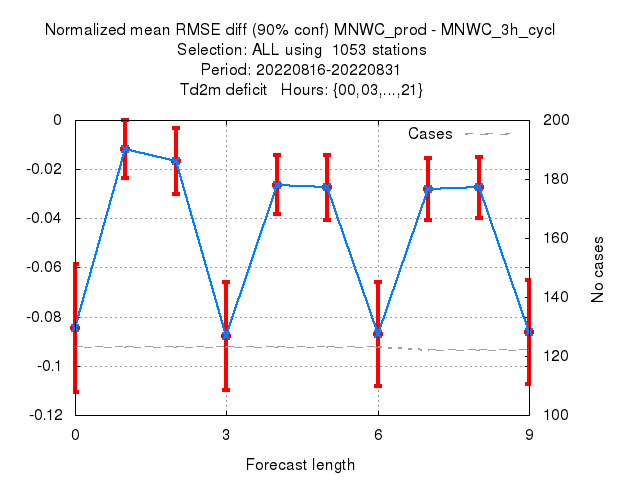 Normalized mean RMSE diff (90% conf) MNWC_prod - MNWC_3h_cycl
Selection: ALL using  1053 stations
Period: 20220816-20220831
Td2m deficit   Hours: {00,03,...,21}
Cases
0
-0.02
-0.04
-0.06
-0.08
-0.1
-0.12
200
180
160
140
120
100
No cases
0
3
6
9
Forecast length